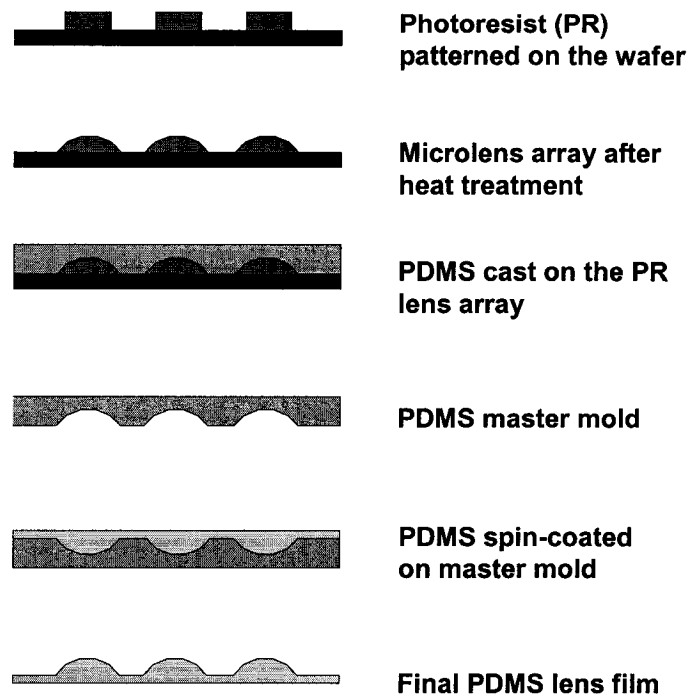 Photoresist (PR)
patterned on the wafer
Microlens array after
heat treatment
PDMS cast on the PR
lens array
PDMS master mold
PDMS spin-coated
on master mold
Final PDMS lens film